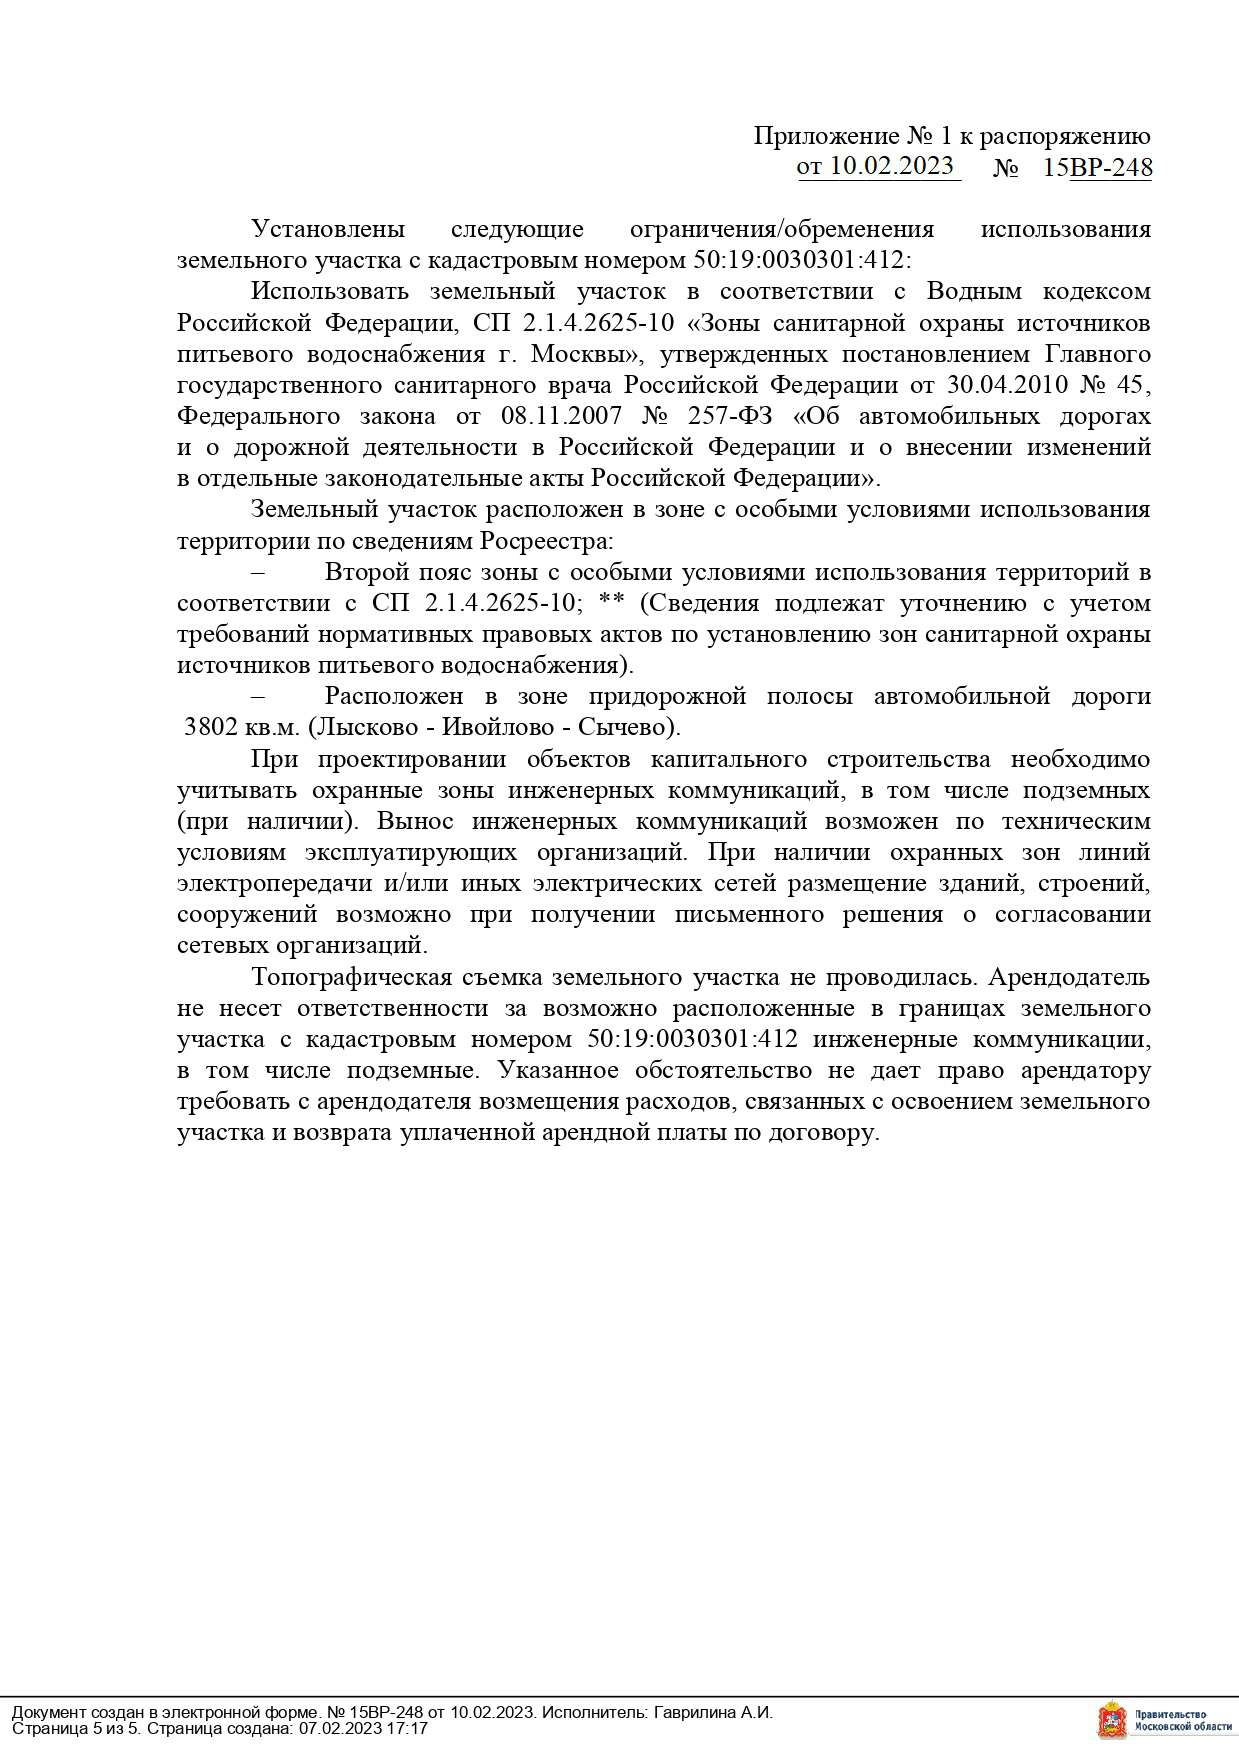 Приложение № 1 к распоряжению
от 10.02.2023 № 15ВР-248
Установлены следующие ограничения/обременения использования
земельного участка с кадастровым номером 50:19:0030301:412:
Использовать земельный участок в соответствии с Водным кодексом
Российской Федерации, СП 2.1.4.2625-10 «Зоны санитарной охраны источников
питьевого водоснабжения г. Москвы», утвержденных постановлением Главного
государственного санитарного врача Российской Федерации от 30.04.2010 № 45,
Федерального закона от 08.11.2007 № 257-ФЗ «Об автомобильных дорогах
и о дорожной деятельности в Российской Федерации и о внесении изменений
в отдельные законодательные акты Российской Федерации».
Земельный участок расположен в зоне с особыми условиями использования
территории по сведениям Росреестра:
– Второй пояс зоны с особыми условиями использования территорий в
соответствии с СП 2.1.4.2625-10; ** (Сведения подлежат уточнению с учетом
требований нормативных правовых актов по установлению зон санитарной охраны
источников питьевого водоснабжения).
– Расположен в зоне придорожной полосы автомобильной дороги
3802 кв.м. (Лысково - Ивойлово - Сычево).
При проектировании объектов капитального строительства необходимо
учитывать охранные зоны инженерных коммуникаций, в том числе подземных
(при наличии). Вынос инженерных коммуникаций возможен по техническим
условиям эксплуатирующих организаций. При наличии охранных зон линий
электропередачи и/или иных электрических сетей размещение зданий, строений,
сооружений возможно при получении письменного решения о согласовании
сетевых организаций.
Топографическая съемка земельного участка не проводилась. Арендодатель
не несет ответственности за возможно расположенные в границах земельного
участка с кадастровым номером 50:19:0030301:412 инженерные коммуникации,
в том числе подземные. Указанное обстоятельство не дает право арендатору
требовать с арендодателя возмещения расходов, связанных с освоением земельного
участка и возврата уплаченной арендной платы по договору.
Документ создан в электронной форме. № 15ВР-248 от 10.02.2023. Исполнитель: Гаврилина А.И.
Страница 5 из 5. Страница создана: 07.02.2023 17:17
Правительство
Московской области